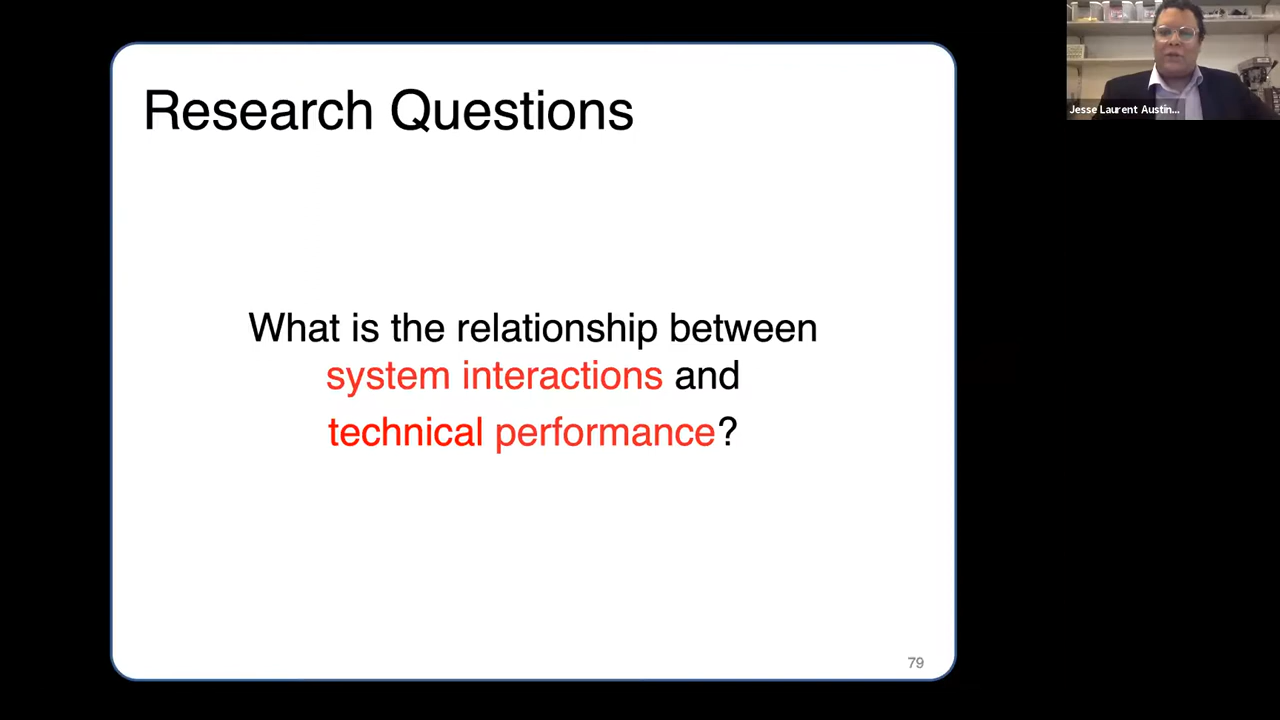 Research Questions
Jesse Laurent Austin...
What is the relationship between
system interactions and
technical performance?
79